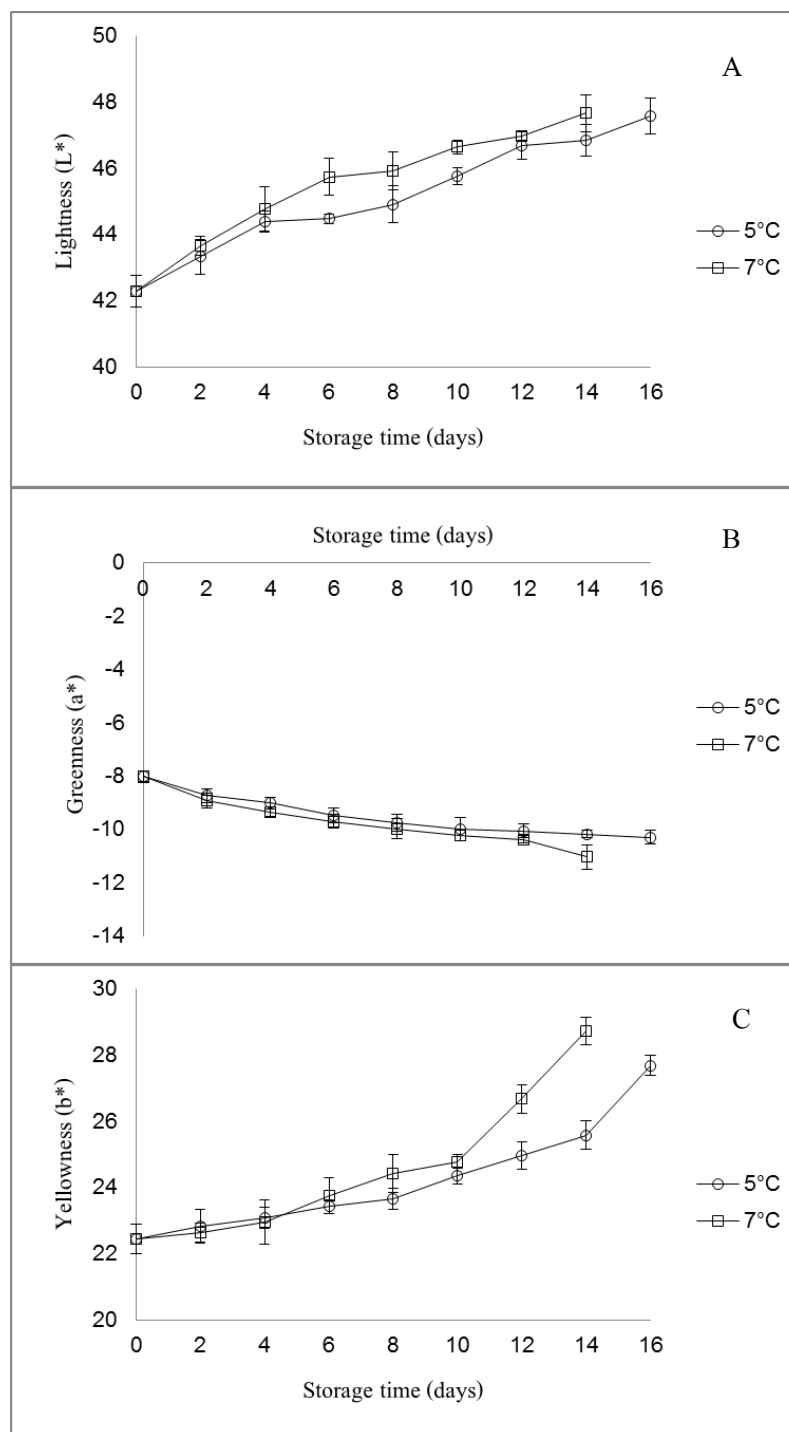 A
50
48
46
44
42
40
Lightness (L*)
0 2 4 6 8 10 12 14 16
Storage time (days)
5°C
7°C
B
Storage time (days)
0
-2
-4
-6
-8
-10
-12
-14
Greenness (a*)
0 2 4 6 8 10 12 14 16
5°C
7°C
C
30
28
26
24
22
20
Yellowness (b*)
0 2 4 6 8 10 12 14 16
Storage time (days)
5°C
7°C